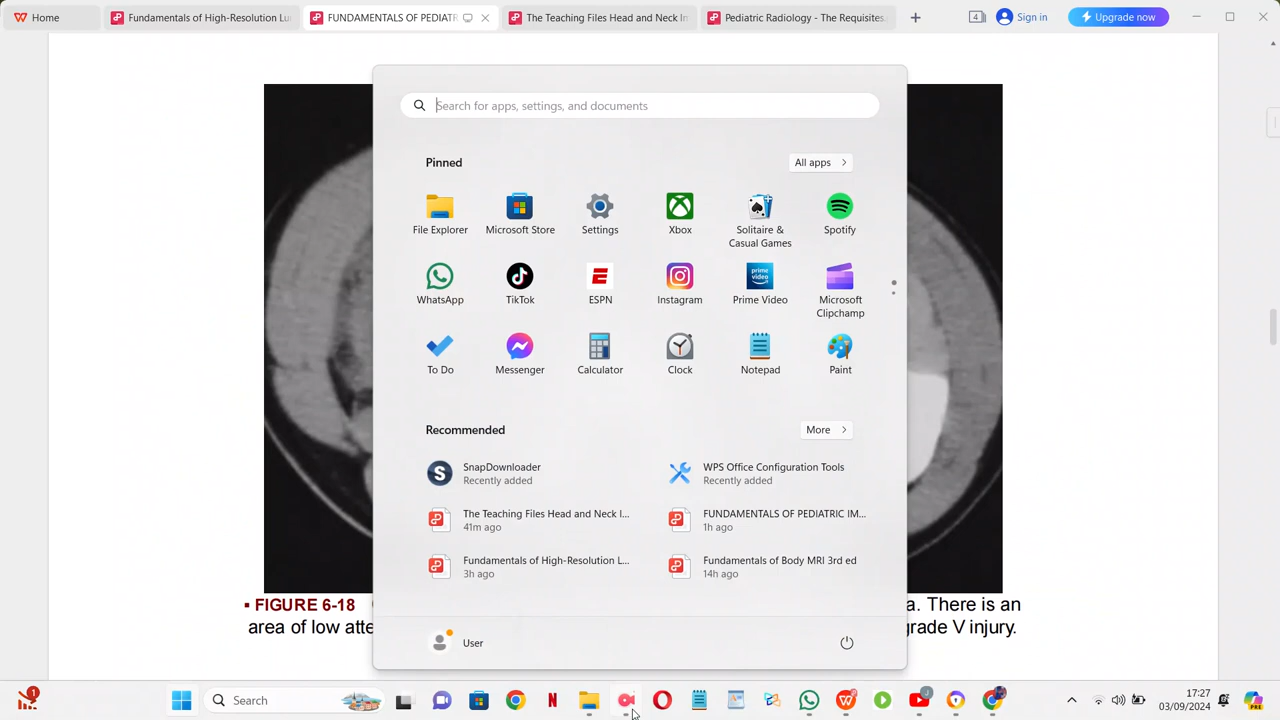 Home
Fundamentals of High-Resolution Lu
FUNDAMENTALS OF PEDIATR
The Teaching Files Head and Neck In
Pediatric Radiology - The Requisites.
4
Sign in
Upgrade now
Search for apps, settings, and documents
Pinned
All apps
File Explorer
Microsoft Store
Settings
Xbox
Solitaire &
Casual Games
Spotify
WhatsApp
TikTok
ESPN
Instagram
prime
video
Prime Video
Microsoft
Clipchamp
To Do
Messenger
Calculator
Clock
Notepad
Paint
Recommended
More
SnapDownloader
Recently added
WPS Office Configuration Tools
Recently added
The Teaching Files Head and Neck I...
41m ago
FUNDAMENTALS OF PEDIATRIC IM...
1h ago
Fundamentals of High-Resolution L...
3h ago
Fundamentals of Body MRI 3rd ed
14h ago
▪ FIGURE 6-18
a. There is an
area of low atte
grade V injury.
User
1
Search
17:27
03/09/2024